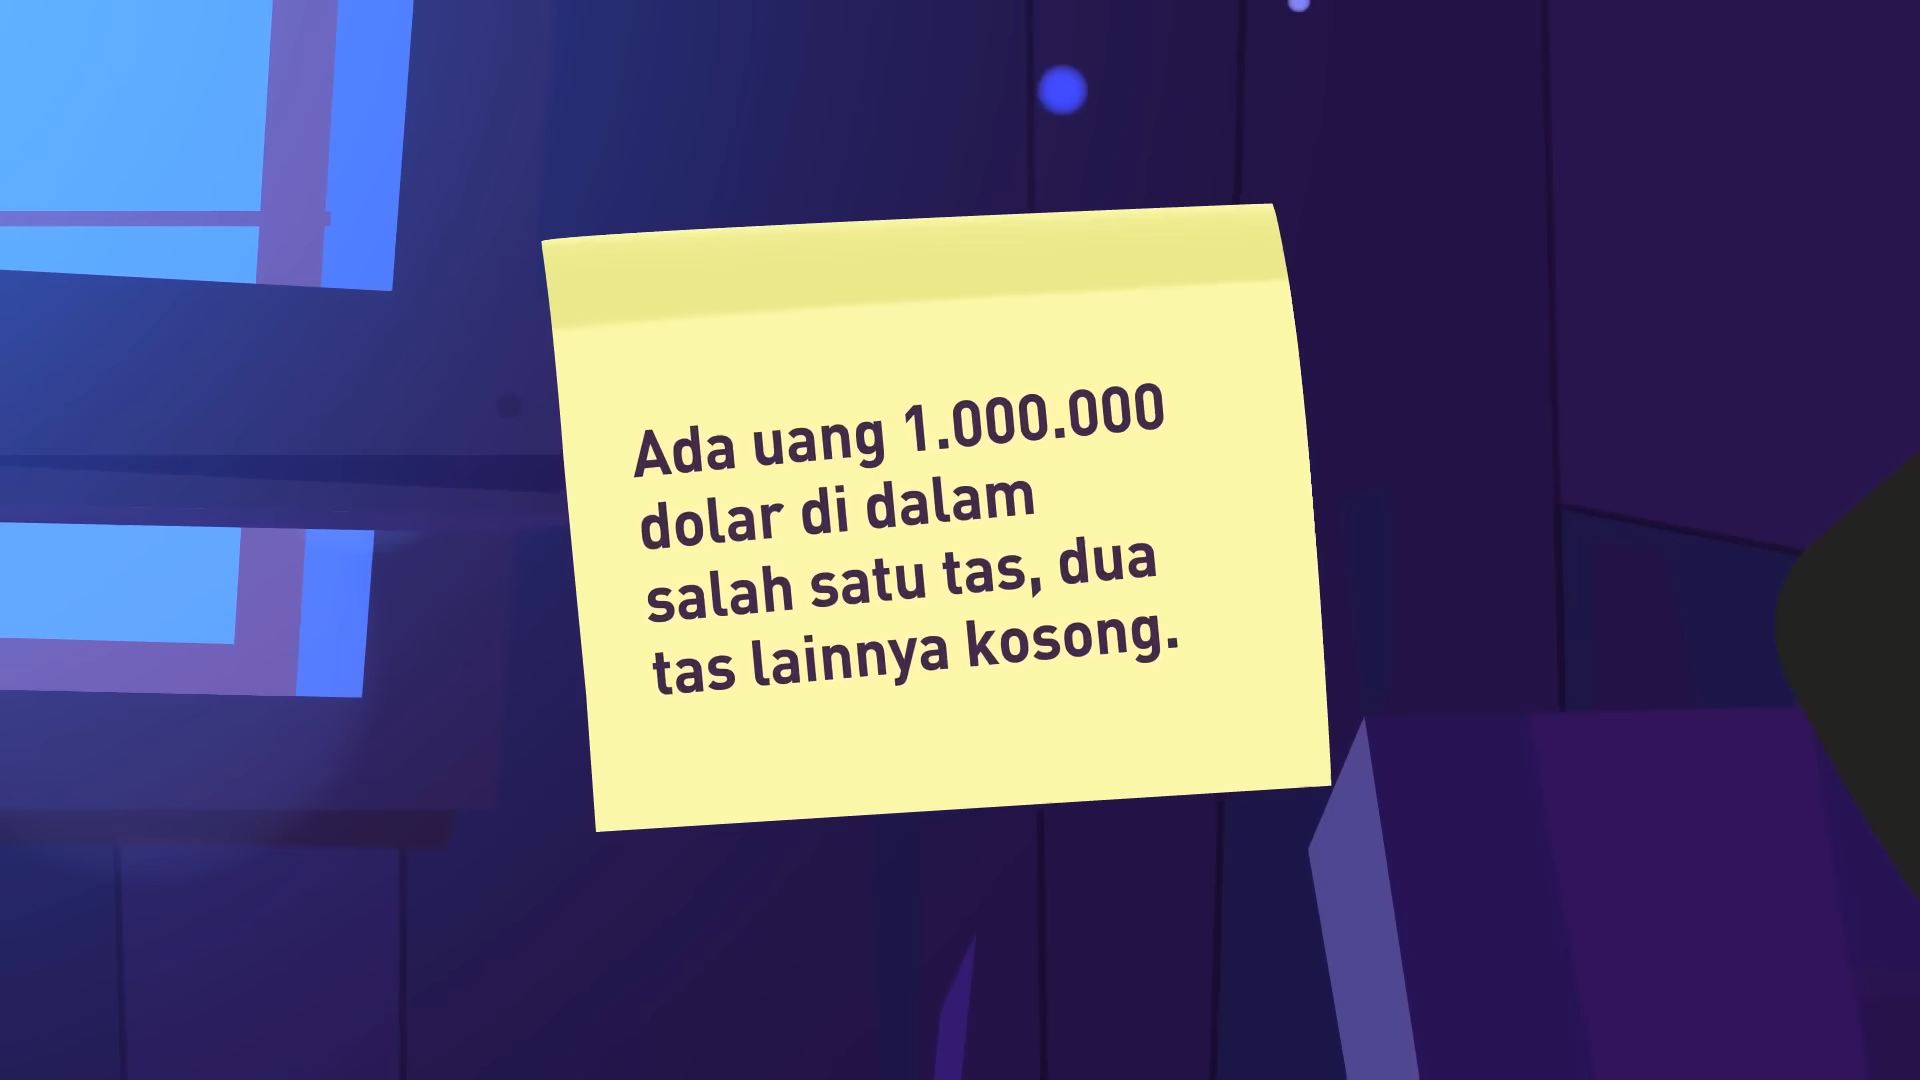 Ada uang 1.000.000
dolar di dalam
salah satu tas, dua
tas lainnya kosong.